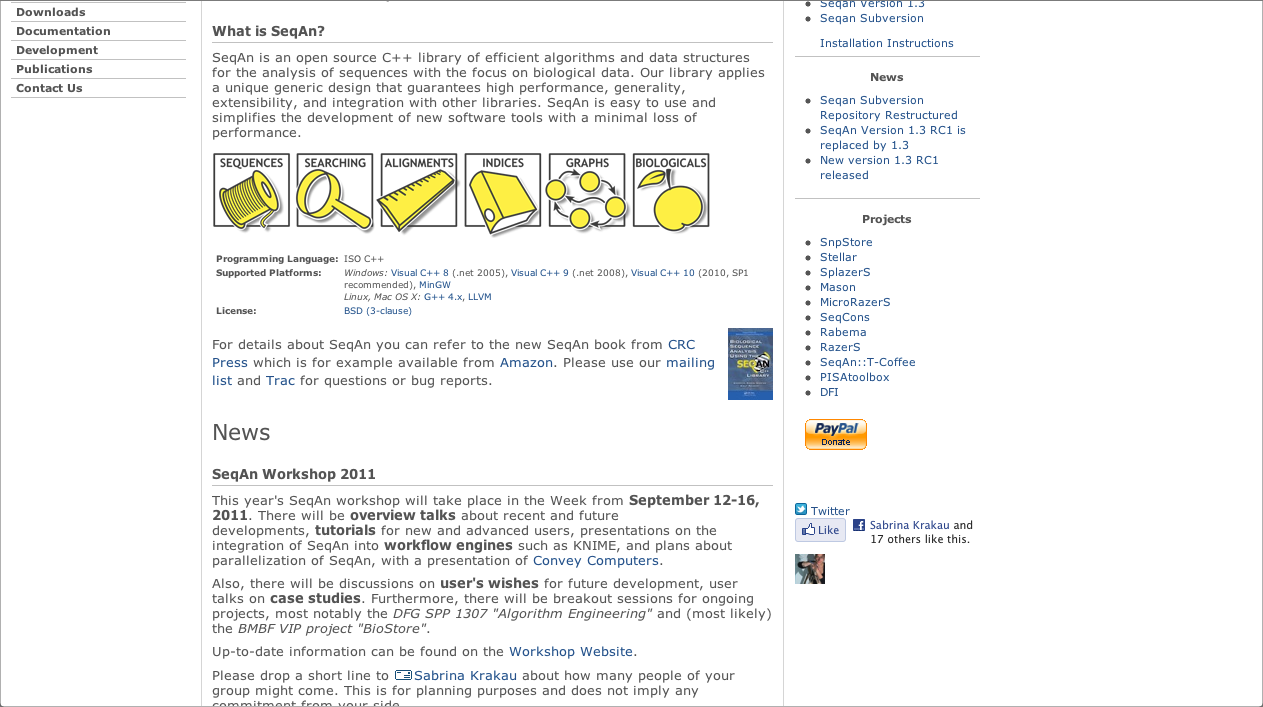 Downloads
Documentation
Development
Publications
Contact Us
What is SeqAn?
SeqAn is an open source C++ library of efficient algorithms and data structures
for the analysis of sequences with the focus on biological data. Our library applies
a unique generic design that guarantees high performance, generality,
extensibility, and integration with other libraries. SeqAn is easy to use and
simplifies the development of new software tools with a minimal loss of
performance.
SEQUENCES SEARCHING ALIGNMENTS INDICES GRAPHS BIOLOGICALS
Programming Language: ISO C++
Supported Platforms: Windows: Visual C++ 8 (.net 2005), Visual C++ 9 (.net 2008), Visual C++ 10 (2010, SP1
recommended), MinGW
Linux, Mac OS X: G++ 4.x, LLVM
License: BSD (3-clause)
For details about SeqAn you can refer to the new SeqAn book from CRC
Press which is for example available from Amazon. Please use our mailing
list and Trac for questions or bug reports.
BIOLOGICAL
SEQUENCE
ANALYSIS
USING THE
SEQAN
LIBRARY
News
SeqAn Workshop 2011
This year's SeqAn workshop will take place in the Week from September 12-16,
2011. There will be overview talks about recent and future
developments, tutorials for new and advanced users, presentations on the
integration of SeqAn into workflow engines such as KNIME, and plans about
parallelization of SeqAn, with a presentation of Convey Computers.
Also, there will be discussions on user's wishes for future development, user
talks on case studies. Furthermore, there will be breakout sessions for ongoing
projects, most notably the DFG SPP 1307 "Algorithm Engineering" and (most likely)
the BMBF VIP project "BioStore".
Up-to-date information can be found on the Workshop Website.
Please drop a short line to Sabrina Krakau about how many people of your
group might come. This is for planning purposes and does not imply any
commitment from your side.
Seqan Version 1.3
Seqan Subversion
Installation Instructions
News
Seqan Subversion
Repository Restructured
SeqAn Version 1.3 RC1 is
replaced by 1.3
New version 1.3 RC1
released
Projects
SnpStore
Stellar
SplazerS
Mason
MicroRazerS
SeqCons
Rabema
RazerS
SeqAn::T-Coffee
PISAtoolbox
DFI
PayPal
Donate
Twitter
Like
Sabrina Krakau and
17 others like this.